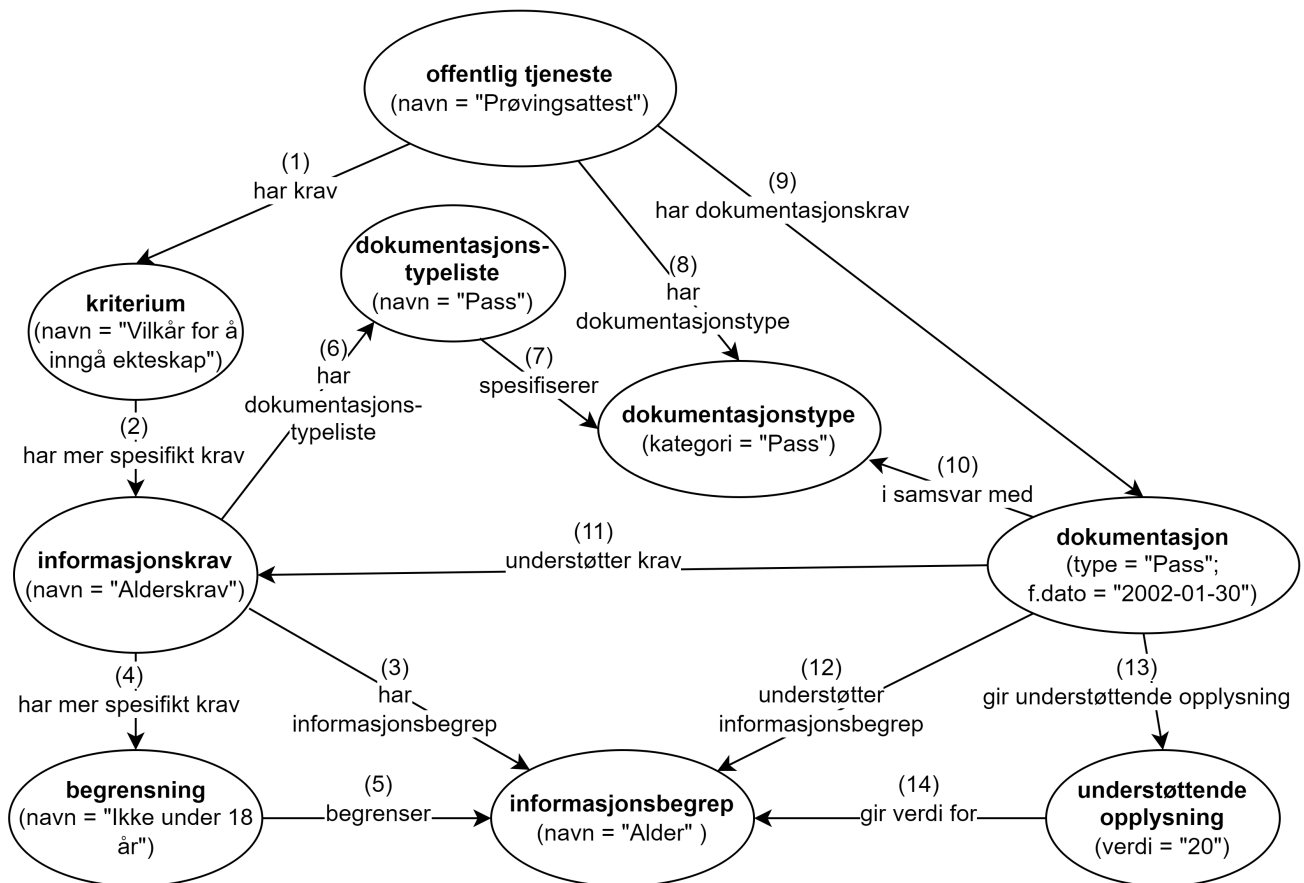 offentlig tjeneste
(navn = "Prøvingsattest")
(1)
har krav
(9)
har dokumentasjonskrav
dokumentasjons-
typeliste
(navn = "Pass")
(8)
har
dokumentasjonstype
kriterium
(navn = "Vilkår for å
inngå ekteskap")
(6)
har
dokumentasjons-
typeliste
(7)
spesifiserer
dokumentasjonstype
(kategori = "Pass")
(2)
har mer spesifikt krav
(10)
i samsvar med
informasjonskrav
(navn = "Alderskrav")
(11)
understøtter krav
dokumentasjon
(type = "Pass";
f.dato = "2002-01-30")
(4)
har mer spesifikt krav
(3)
har
informasjonsbegrep
(12)
understøtter
informasjonsbegrep
(13)
gir understøttende opplysning
begrensning
(navn = "Ikke under 18
år")
(5)
begrenser
informasjonsbegrep
(navn = "Alder" )
(14)
gir verdi for
understøttende
opplysning
(verdi = "20")